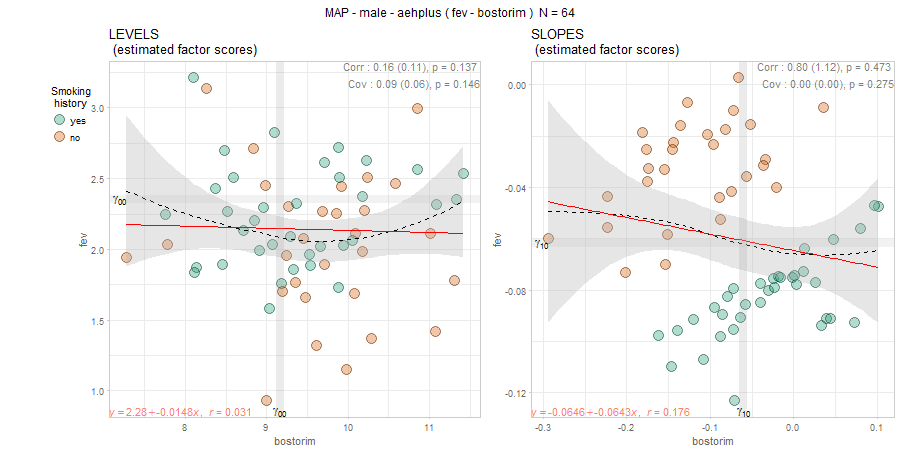 MAP - male - aehplus ( fev - bostorim ) N = 64
LEVELS
(estimated factor scores)
Smoking
history
yes
no
Corr : 0.16 (0.11), p = 0.137
Cov : 0.09 (0.06), p = 0.146
3.0
2.5
2.0
1.5
1.0
fev
γ00
y = 2.28+-0.0148x, r = 0.031
γ00
8
9
10
11
bostorim
SLOPES
(estimated factor scores)
Corr : 0.80 (1.12), p = 0.473
Cov : 0.00 (0.00), p = 0.275
0.00
-0.04
-0.08
-0.12
fev
γ10
y = -0.0646+-0.0643x, r = 0.176
γ10
-0.3
-0.2
-0.1
0.0
0.1
bostorim